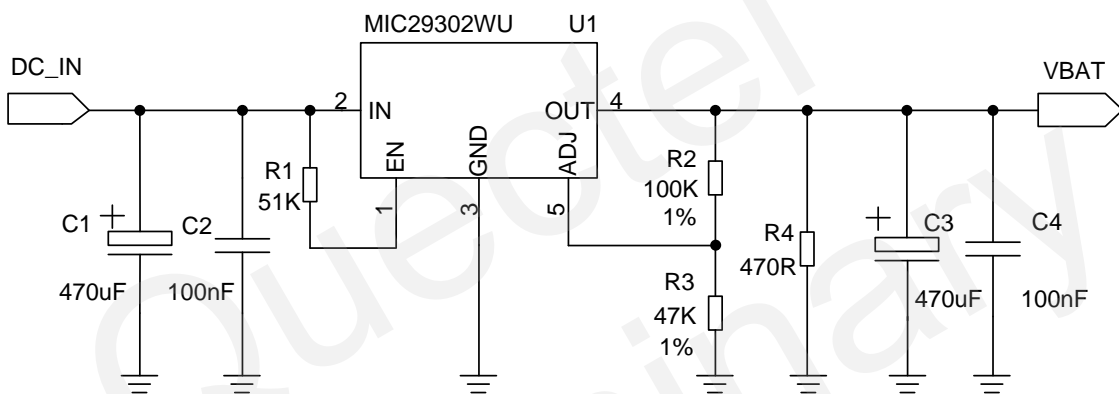 MIC29302WU U1
DC_IN
VBAT
2 IN
OUT 4
EN
GND
ADJ
1
3
5
R1
51K
R2
100K
1%
C1 +
470uF
C2
100nF
R3
47K
1%
R4
470R
+ C3
470uF
C4
100nF
Quectel